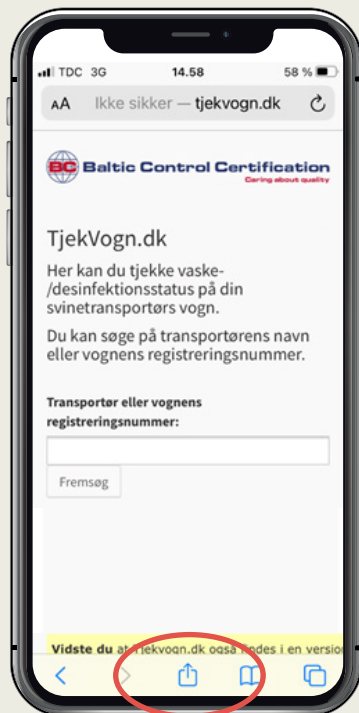 TDC 3G 14.58 58 %
AA Ikke sikker — tjekvogn.dk
BC Baltic Control Certification
Caring about quality
TjekVogn.dk
Her kan du tjekke vaske-
/desinfektionsstatus på din
svinetransportørs vogn.
Du kan søge på transportørens navn
eller vognens registreringsnummer.
Transportør eller vognens
registreringsnummer:
Fremsøg
Vidste du at Tjekvogn.dk også findes i en version